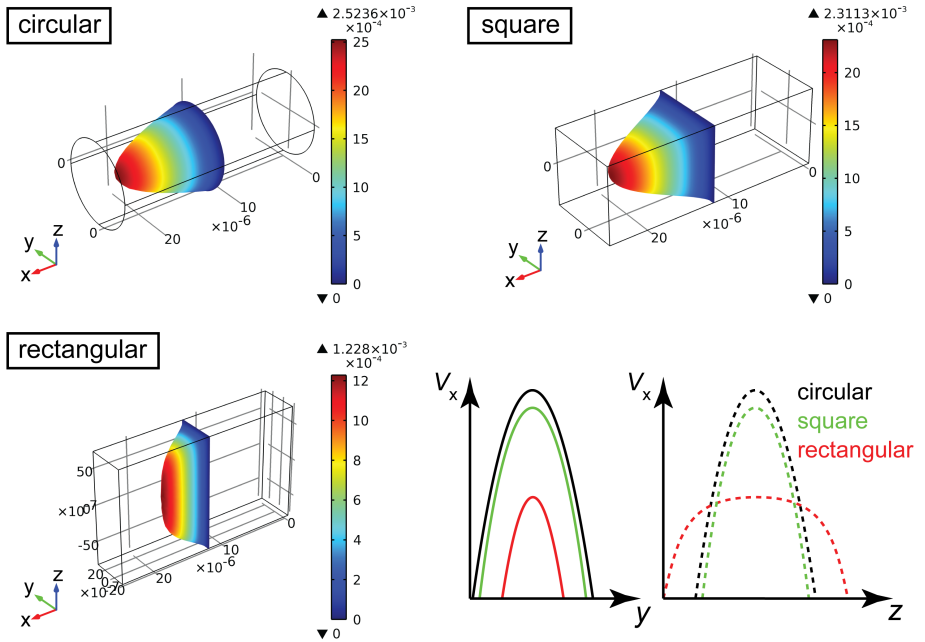 circular
▲ 2.5236×10⁻³
×10⁻⁴
25
20
15
10
5
0
▼ 0
0
0
0
10
20
×10⁻⁶
y
z
x
square
▲ 2.3113×10⁻³
×10⁻⁴
20
15
10
5
0
▼ 0
0
0
0
10
20
×10⁻⁶
y
z
x
rectangular
▲ 1.228×10⁻³
×10⁻⁴
12
10
8
6
4
2
0
▼ 0
50
-50
0
10
20
×10⁻⁶
20
-20
y
z
x
Vx
y
Vx
z
circular
square
rectangular